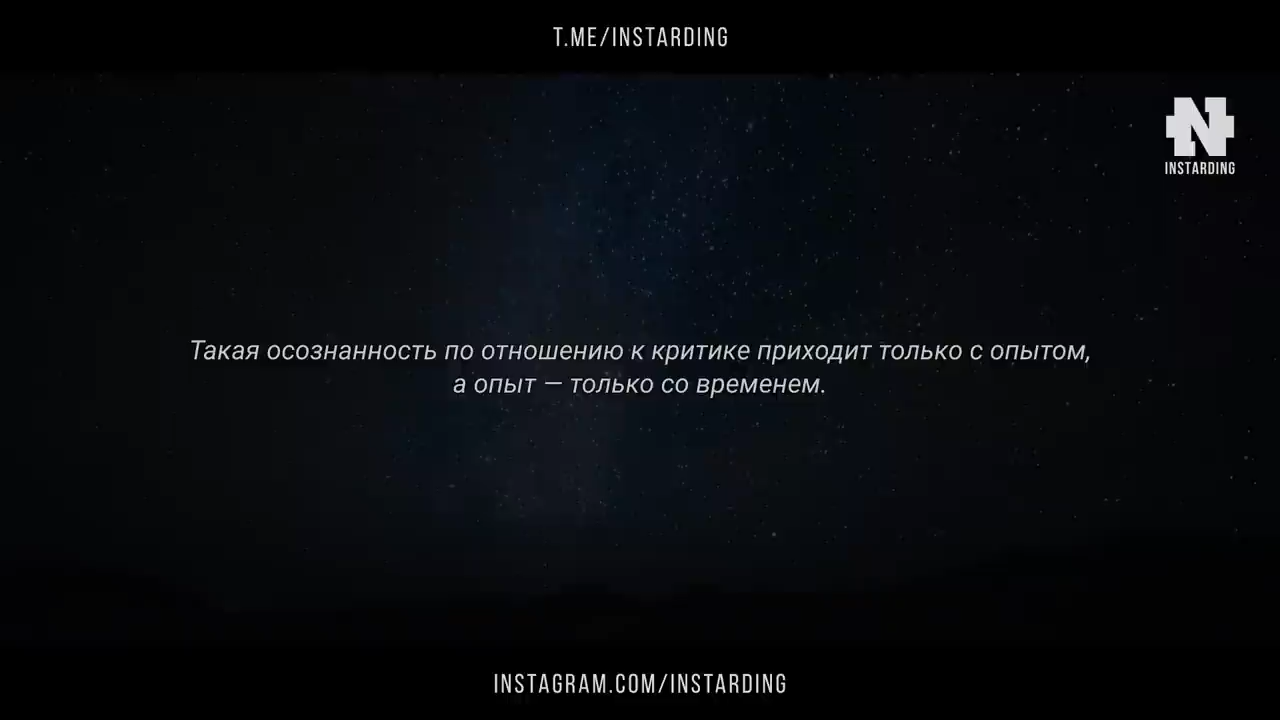 T.ME/INSTARDING
N
INSTARDING
Такая осознанность по отношению к критике приходит только с опытом,
а опыт — только со временем.
INSTAGRAM.COM/INSTARDING